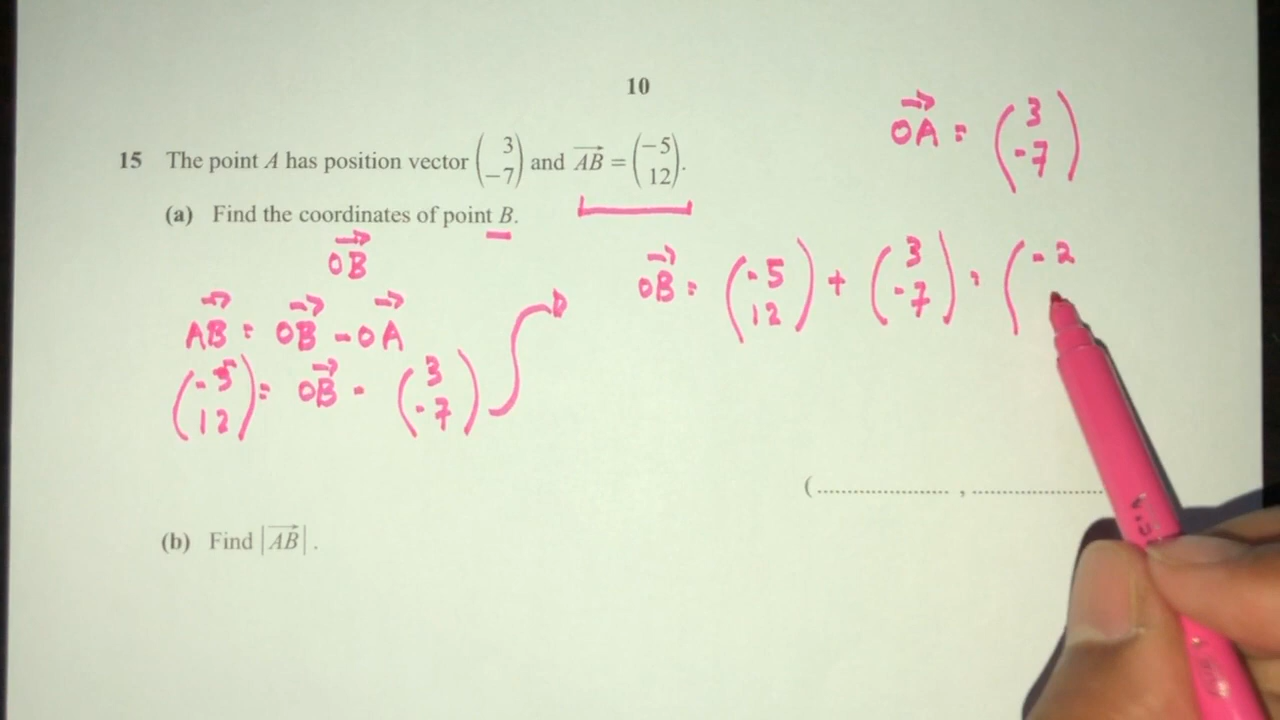 10
OA = (3 -7)
15 The point A has position vector (3 -7) and AB = (-5 12).
(a) Find the coordinates of point B.
OB
OB = (-5 12) + (3 -7) = (-2
AB = OB - OA
(-5 12) = OB - (3 -7)
(......................, ......................
(b) Find |AB| .